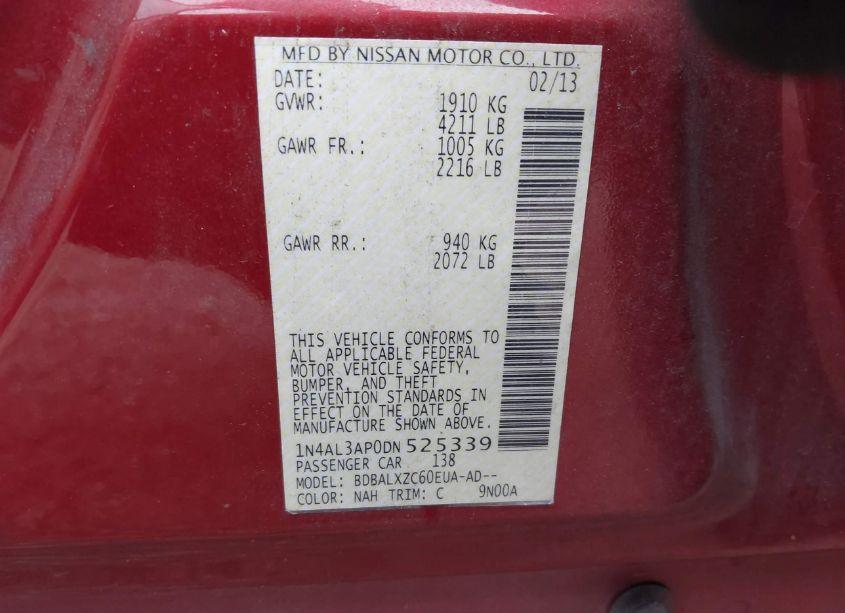 MFD BY NISSAN MOTOR CO., LTD.
DATE: 02/13
GVWR: 1910 KG
4211 LB
GAWR FR.: 1005 KG
2216 LB
GAWR RR.: 940 KG
2072 LB
THIS VEHICLE CONFORMS TO
ALL APPLICABLE FEDERAL
MOTOR VEHICLE SAFETY,
BUMPER, AND THEFT
PREVENTION STANDARDS IN
EFFECT ON THE DATE OF
MANUFACTURE SHOWN ABOVE.
1N4AL3AP0DN525339
PASSENGER CAR 138
MODEL: BDBALXZC60EUA-AD--
COLOR: NAH TRIM: C 9N00A